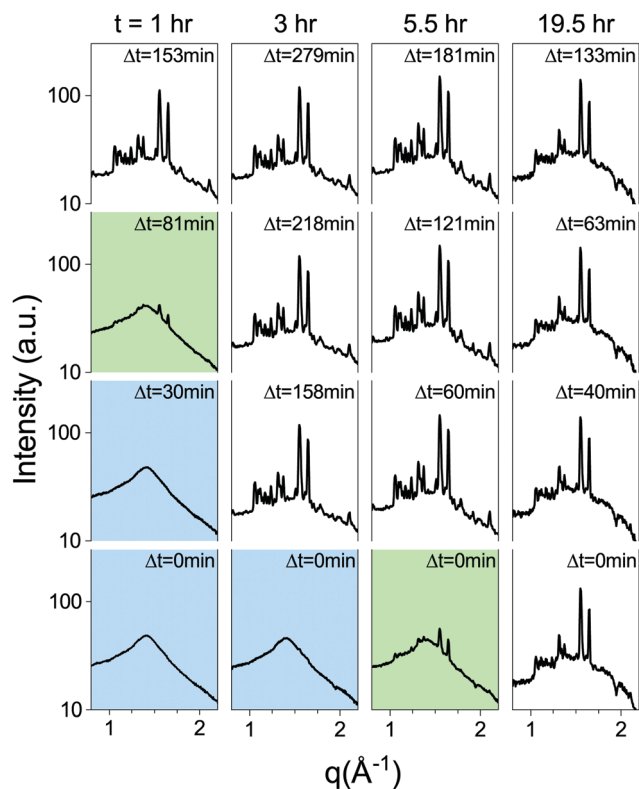 t = 1 hr 3 hr 5.5 hr 19.5 hr
Δt=153min Δt=279min Δt=181min Δt=133min
100
10
Δt=81min Δt=218min Δt=121min Δt=63min
100
10
Δt=30min Δt=158min Δt=60min Δt=40min
100
10
Δt=0min Δt=0min Δt=0min Δt=0min
100
10
Intensity (a.u.)
1 2 1 2 1 2 1 2
q(Å⁻¹)